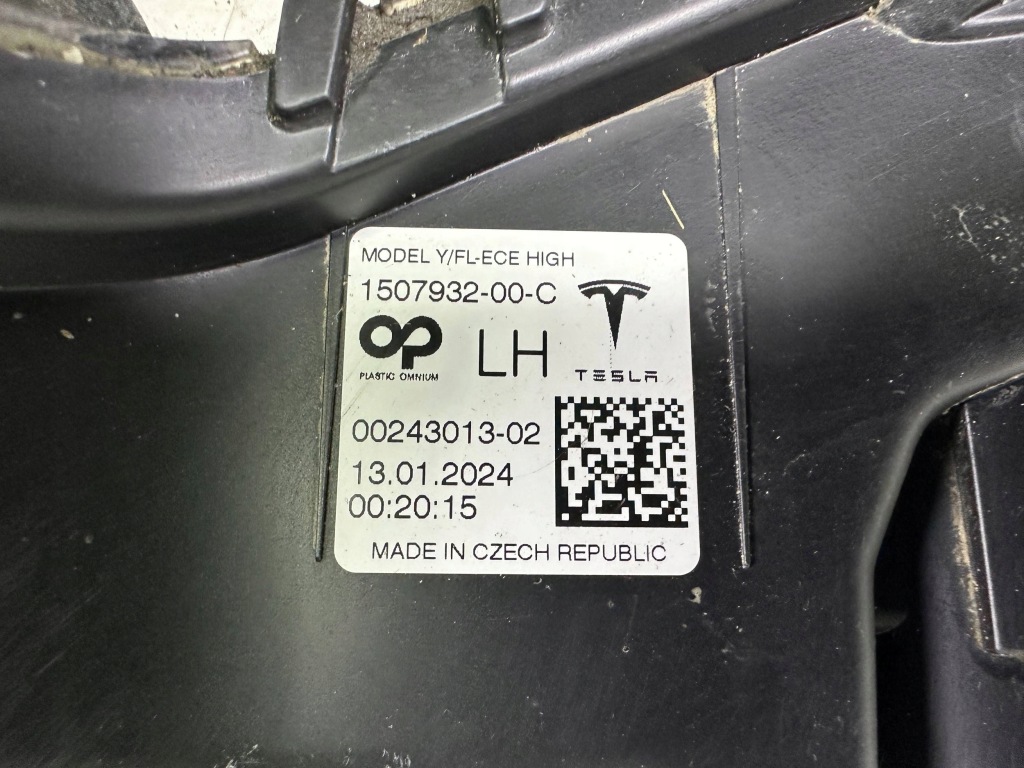 MODEL Y/FL-ECE HIGH
1507932-00-C
OP
PLASTIC OMNIUM
LH
TESLA
00243013-02
13.01.2024
00:20:15
MADE IN CZECH REPUBLIC